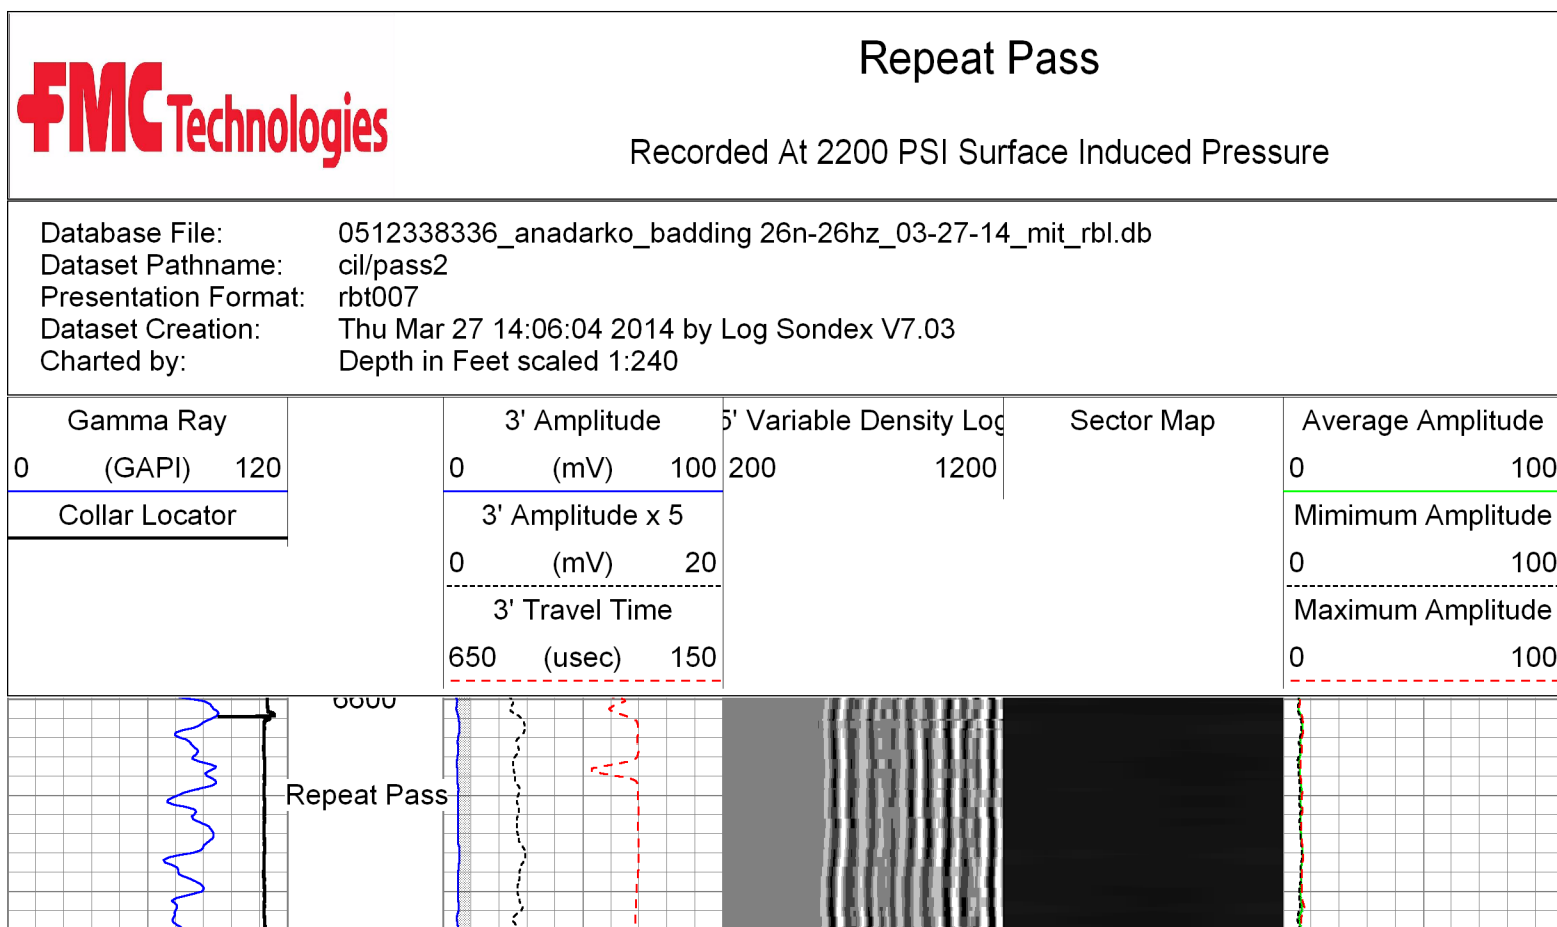 FMC Technologies
Repeat Pass
Recorded At 2200 PSI Surface Induced Pressure
Database File: 0512338336_anadarko_badding 26n-26hz_03-27-14_mit_rbl.db
Dataset Pathname: cil/pass2
Presentation Format: rbt007
Dataset Creation: Thu Mar 27 14:06:04 2014 by Log Sondex V7.03
Charted by: Depth in Feet scaled 1:240
Gamma Ray
0 (GAPI) 120
Collar Locator
3' Amplitude
0 (mV) 100
3' Amplitude x 5
0 (mV) 20
3' Travel Time
650 (usec) 150
5' Variable Density Log
200 1200
Sector Map
Average Amplitude
0 100
Mimimum Amplitude
0 100
Maximum Amplitude
0 100
6600
Repeat Pass